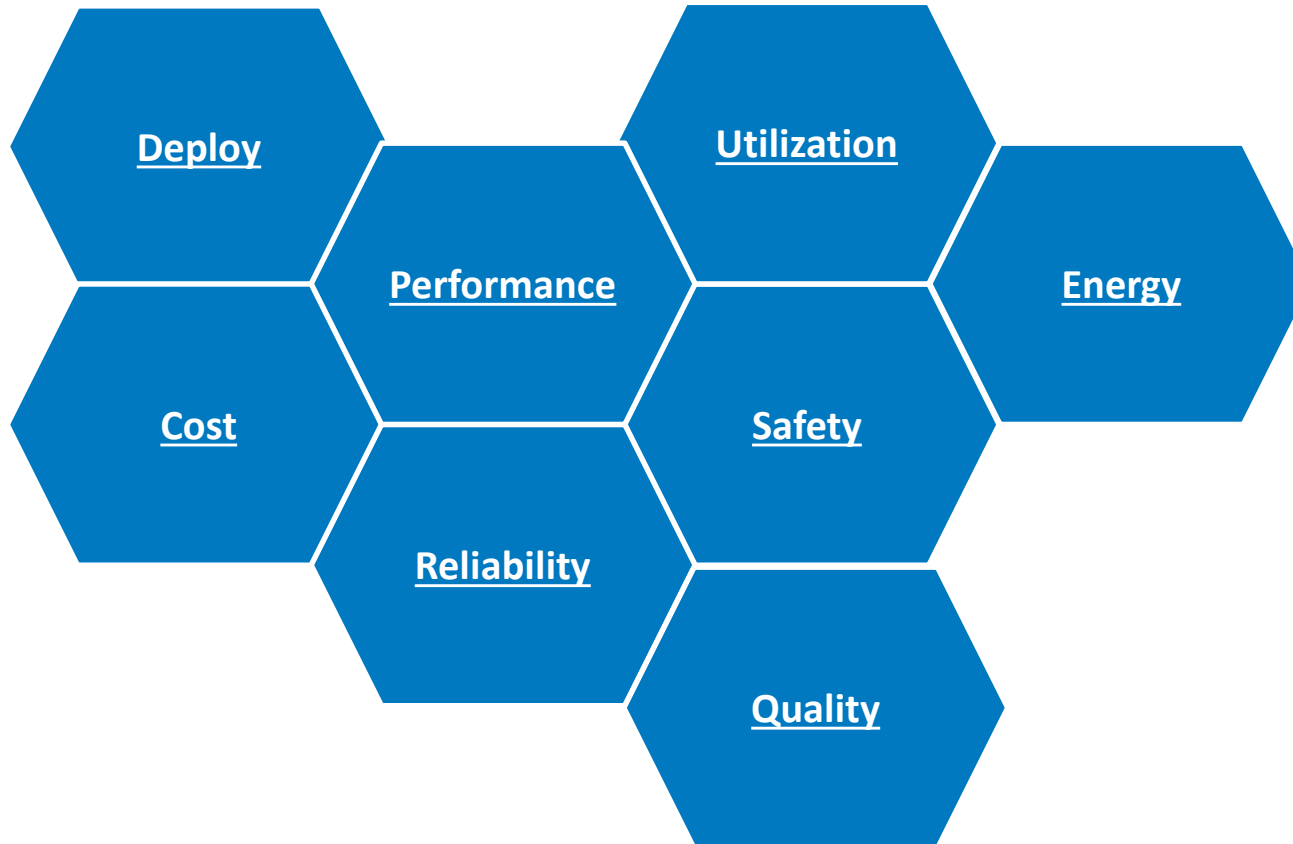 Deploy
Utilization
Performance
Energy
Cost
Safety
Reliability
Quality